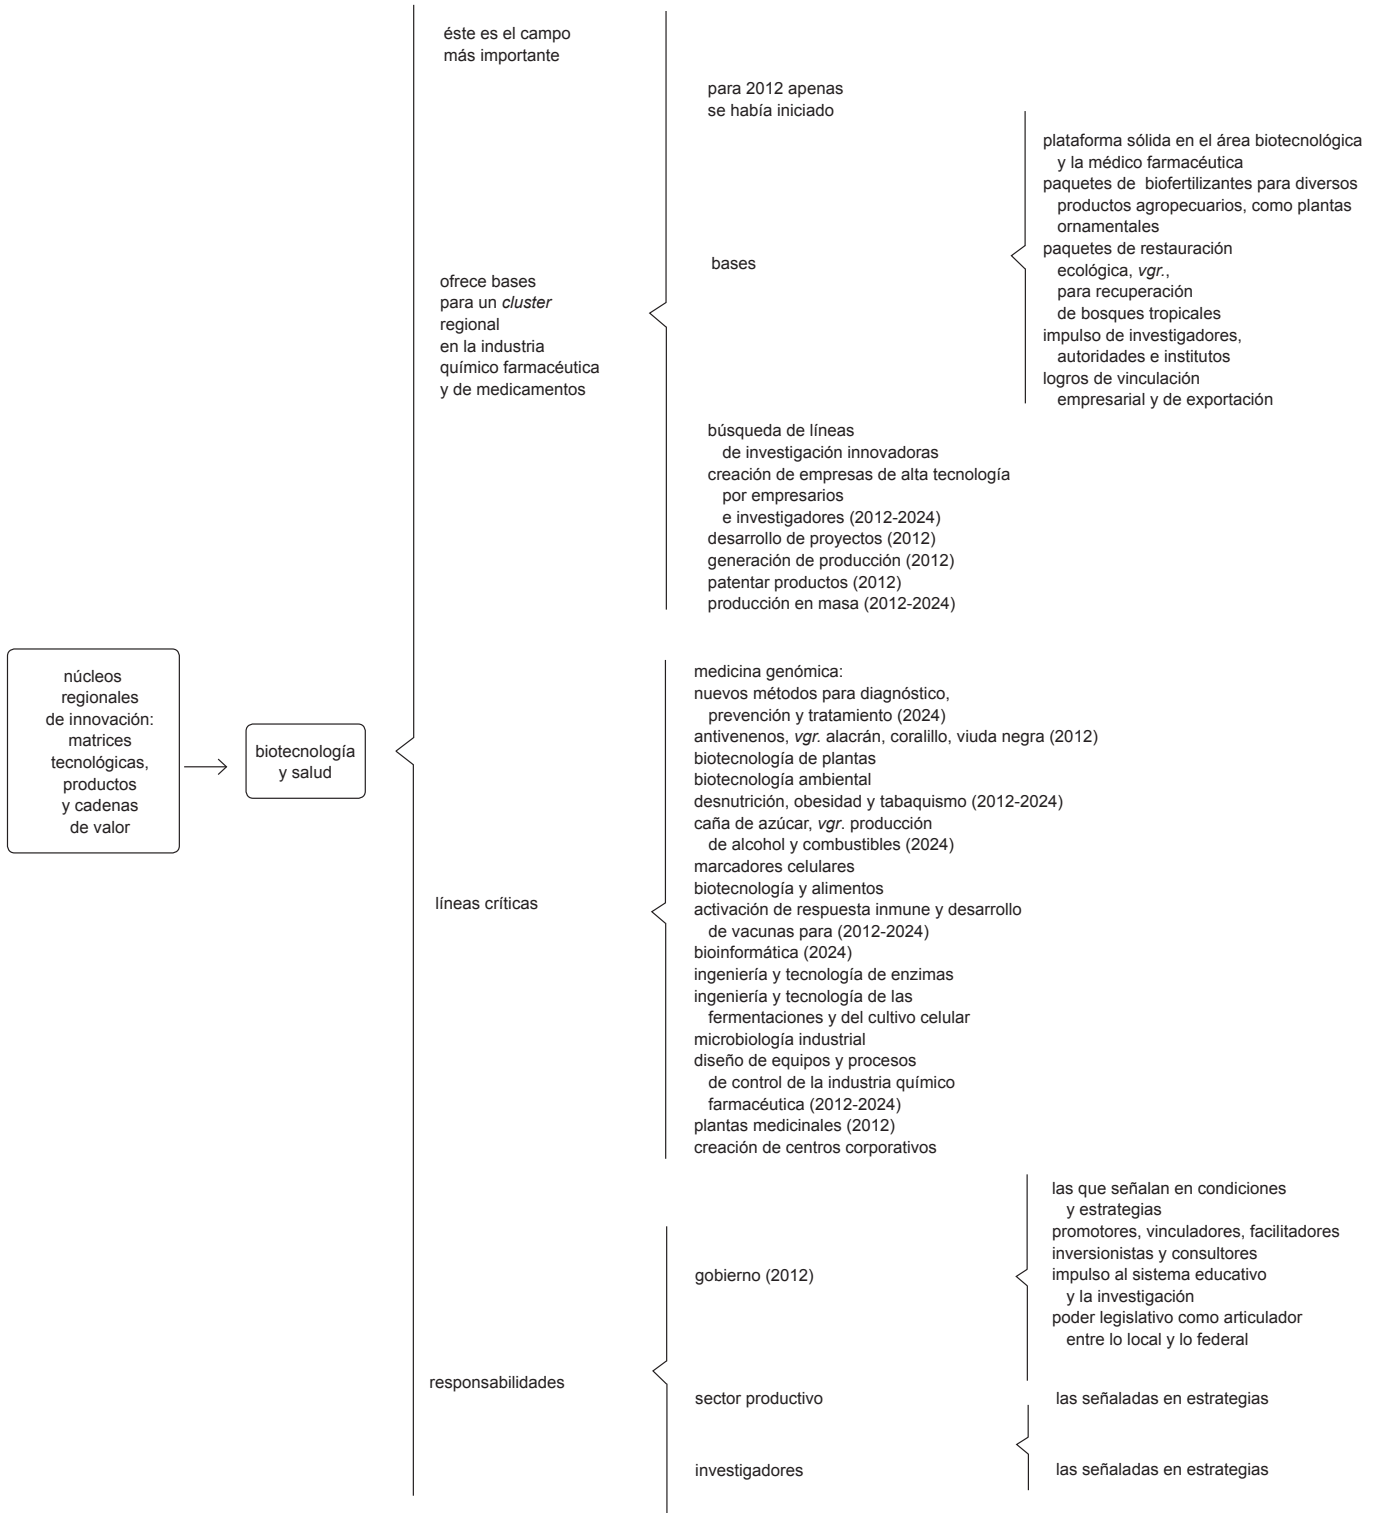 éste es el campo
más importante
para 2012 apenas
se había iniciado
ofrece bases
para un cluster
regional
en la industria
químico farmacéutica
y de medicamentos
bases
plataforma sólida en el área biotecnológica
y la médico farmacéutica
paquetes de biofertilizantes para diversos
productos agropecuarios, como plantas
ornamentales
paquetes de restauración
ecológica, vgr.,
para recuperación
de bosques tropicales
impulso de investigadores,
autoridades e institutos
logros de vinculación
empresarial y de exportación
búsqueda de líneas
de investigación innovadoras
creación de empresas de alta tecnología
por empresarios
e investigadores (2012-2024)
desarrollo de proyectos (2012)
generación de producción (2012)
patentar productos (2012)
producción en masa (2012-2024)
núcleos
regionales
de innovación:
matrices
tecnológicas,
productos
y cadenas
de valor
biotecnología
y salud
líneas críticas
medicina genómica:
nuevos métodos para diagnóstico,
prevención y tratamiento (2024)
antivenenos, vgr. alacrán, coralillo, viuda negra (2012)
biotecnología de plantas
biotecnología ambiental
desnutrición, obesidad y tabaquismo (2012-2024)
caña de azúcar, vgr. producción
de alcohol y combustibles (2024)
marcadores celulares
biotecnología y alimentos
activación de respuesta inmune y desarrollo
de vacunas para (2012-2024)
bioinformática (2024)
ingeniería y tecnología de enzimas
ingeniería y tecnología de las
fermentaciones y del cultivo celular
microbiología industrial
diseño de equipos y procesos
de control de la industria químico
farmacéutica (2012-2024)
plantas medicinales (2012)
creación de centros corporativos
responsabilidades
gobierno (2012)
las que señalan en condiciones
y estrategias
promotores, vinculadores, facilitadores
inversionistas y consultores
impulso al sistema educativo
y la investigación
poder legislativo como articulador
entre lo local y lo federal
sector productivo
las señaladas en estrategias
investigadores
las señaladas en estrategias